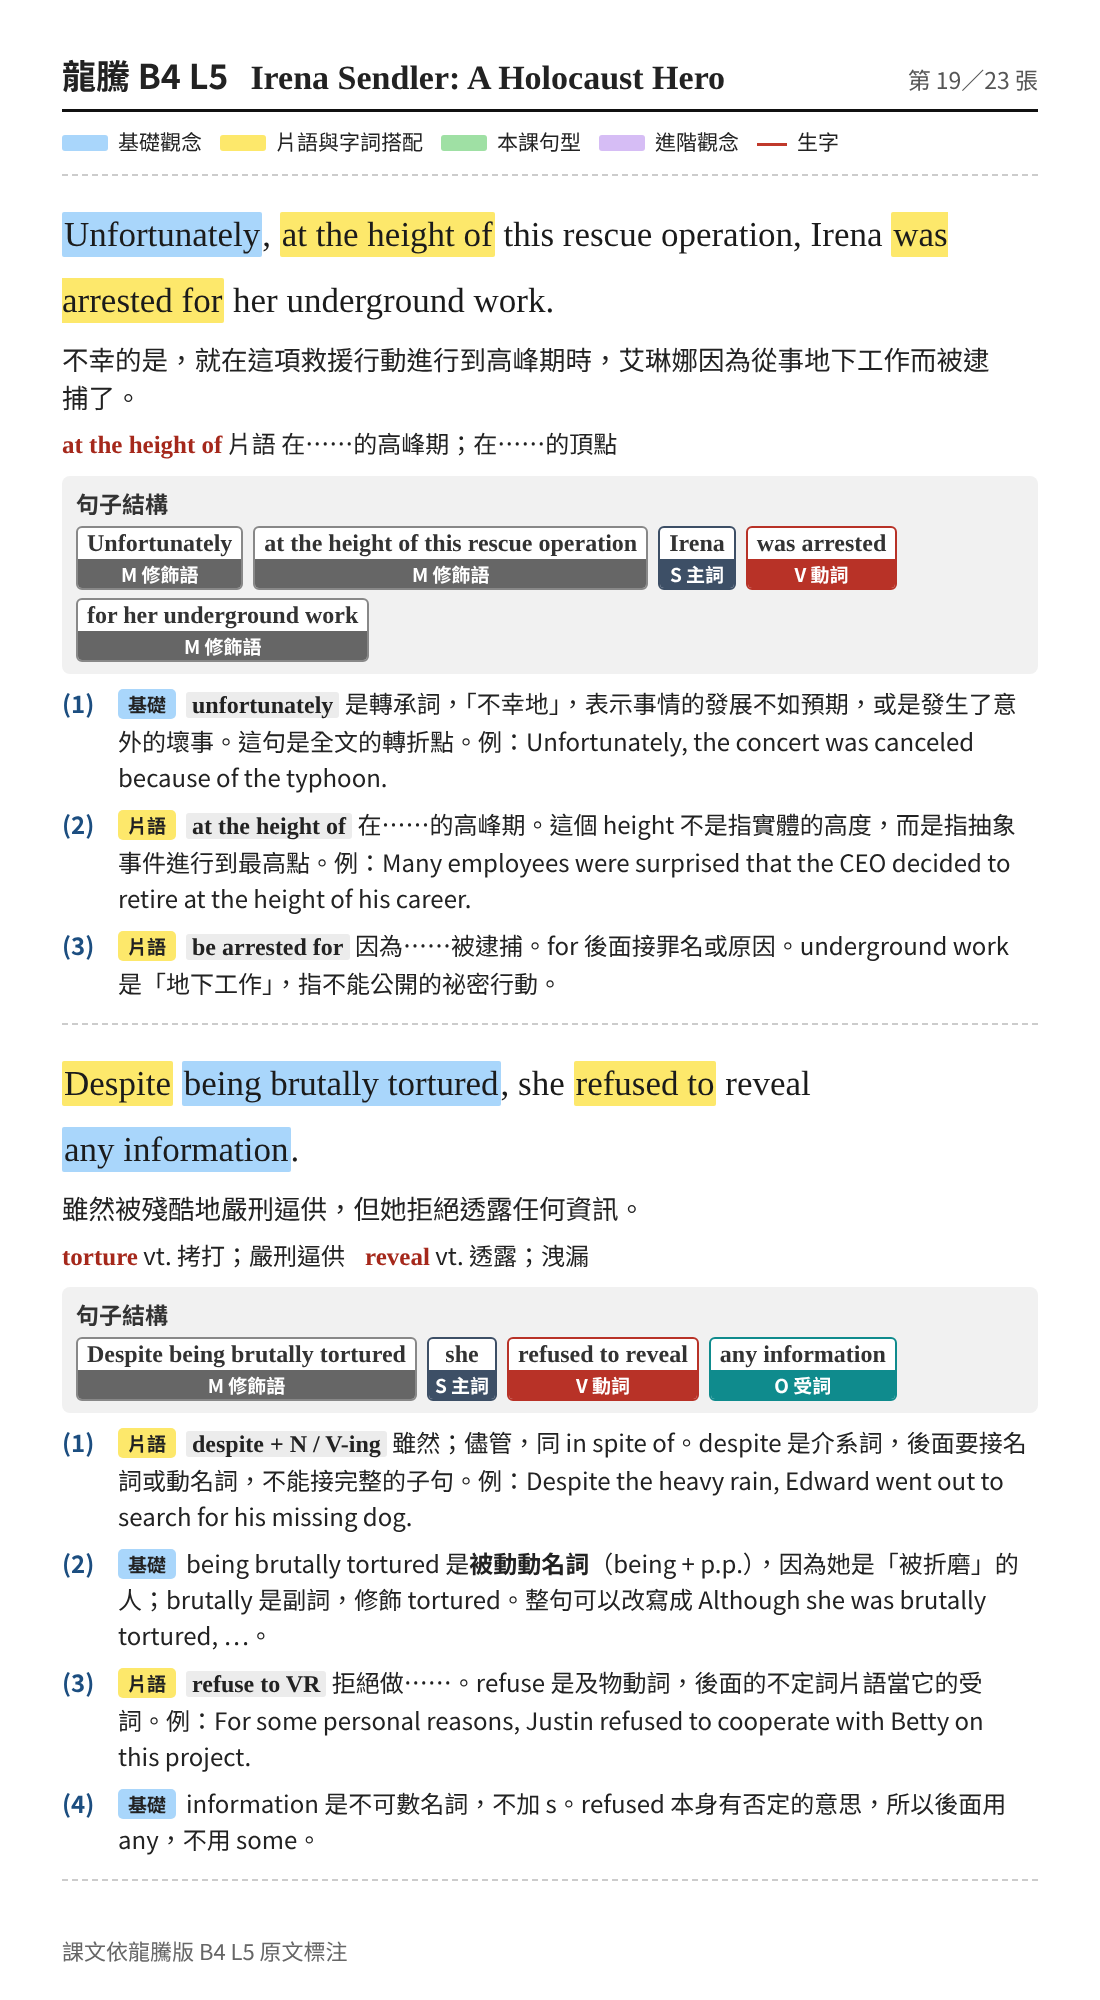 龍騰 B4 L5 Irena Sendler: A Holocaust Hero 第 19／23 張
基礎觀念 片語與字詞搭配 本課句型 進階觀念 生字
Unfortunately, at the height of this rescue operation, Irena was
arrested for her underground work.
不幸的是，就在這項救援行動進行到高峰期時，艾琳娜因為從事地下工作而被逮
捕了。
at the height of 片語 在⋯⋯的高峰期；在⋯⋯的頂點
句子結構
Unfortunately at the height of this rescue operation Irena was arrested
M 修飾語 M 修飾語 S 主詞 V 動詞
for her underground work
M 修飾語
(1) 基礎 unfortunately 是轉承詞，「不幸地」，表示事情的發展不如預期，或是發生了意
外的壞事。這句是全文的轉折點。例：Unfortunately, the concert was canceled
because of the typhoon.
(2) 片語 at the height of 在⋯⋯的高峰期。這個 height 不是指實體的高度，而是指抽象
事件進行到最高點。例：Many employees were surprised that the CEO decided to
retire at the height of his career.
(3) 片語 be arrested for 因為⋯⋯被逮捕。for 後面接罪名或原因。underground work
是「地下工作」，指不能公開的祕密行動。
Despite being brutally tortured, she refused to reveal
any information.
雖然被殘酷地嚴刑逼供，但她拒絕透露任何資訊。
torture vt. 拷打；嚴刑逼供 reveal vt. 透露；洩漏
句子結構
Despite being brutally tortured she refused to reveal any information
M 修飾語 S 主詞 V 動詞 O 受詞
(1) 片語 despite + N / V-ing 雖然；儘管，同 in spite of。despite 是介系詞，後面要接名
詞或動名詞，不能接完整的子句。例：Despite the heavy rain, Edward went out to
search for his missing dog.
(2) 基礎 being brutally tortured 是被動動名詞（being + p.p.），因為她是「被折磨」的
人；brutally 是副詞，修飾 tortured。整句可以改寫成 Although she was brutally
tortured, …。
(3) 片語 refuse to VR 拒絕做⋯⋯。refuse 是及物動詞，後面的不定詞片語當它的受
詞。例：For some personal reasons, Justin refused to cooperate with Betty on
this project.
(4) 基礎 information 是不可數名詞，不加 s。refused 本身有否定的意思，所以後面用
any，不用 some。
課文依龍騰版 B4 L5 原文標注